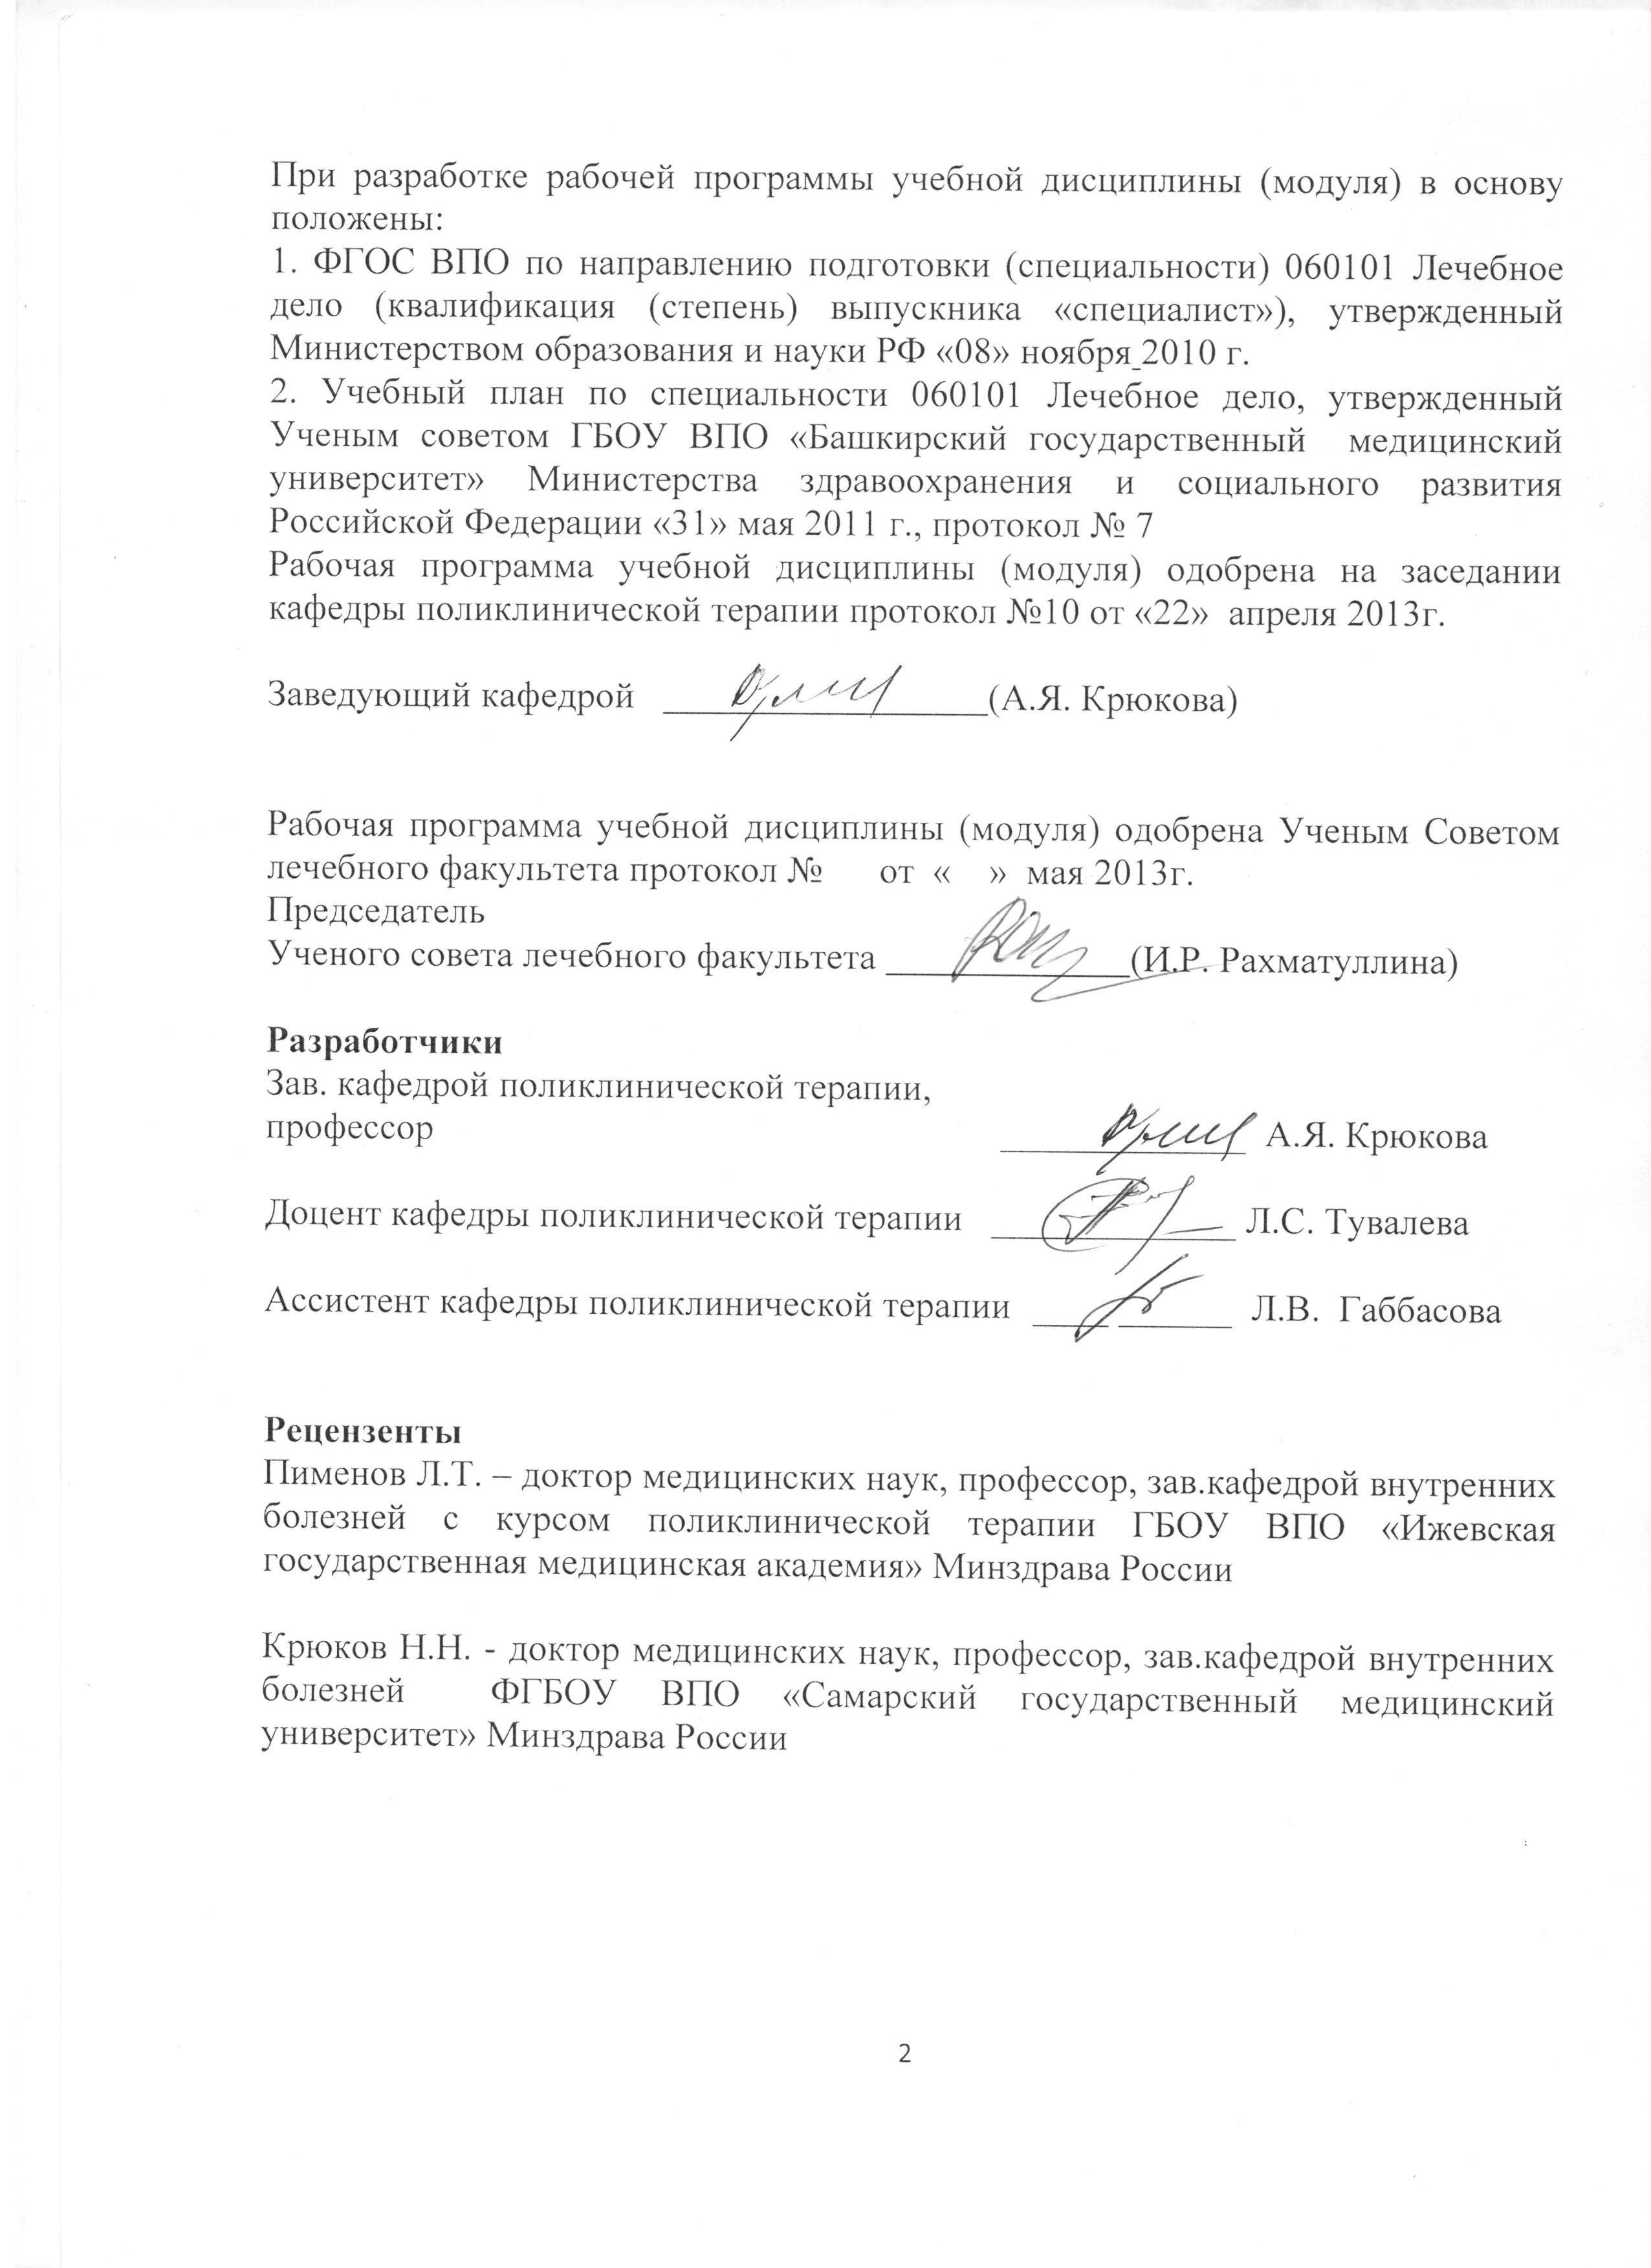 При разработке рабочей программы учебной дисциплины (модуля) в основу
положены:
1. ФГОС ВПО по направлению подготовки (специальности) 060101 Лечебное
дело (квалификация (степень) выпускника «специалист»), утвержденный
Министерством образования и науки РФ «08» ноября 2010 г.
2. Учебный план по специальности 060101 Лечебное дело, утвержденный
Ученым советом ГБОУ ВПО «Башкирский государственный медицинский
университет» Министерства здравоохранения и социального развития
Российской Федерации «31» мая 2011 г., протокол № 7
Рабочая программа учебной дисциплины (модуля) одобрена на заседании
кафедры поликлинической терапии протокол №10 от «22» апреля 2013г.
Заведующий кафедрой (А.Я. Крюкова)
Рабочая программа учебной дисциплины (модуля) одобрена Ученым Советом
лечебного факультета протокол № от « » мая 2013г.
Председатель
Ученого совета лечебного факультета (И.Р. Рахматуллина)
Разработчики
Зав. кафедрой поликлинической терапии,
профессор А.Я. Крюкова
Доцент кафедры поликлинической терапии Л.С. Тувалева
Ассистент кафедры поликлинической терапии Л.В. Габбасова
Рецензенты
Пименов Л.Т. – доктор медицинских наук, профессор, зав.кафедрой внутренних
болезней с курсом поликлинической терапии ГБОУ ВПО «Ижевская
государственная медицинская академия» Минздрава России
Крюков Н.Н. - доктор медицинских наук, профессор, зав.кафедрой внутренних
болезней ФГБОУ ВПО «Самарский государственный медицинский
университет» Минздрава России
2